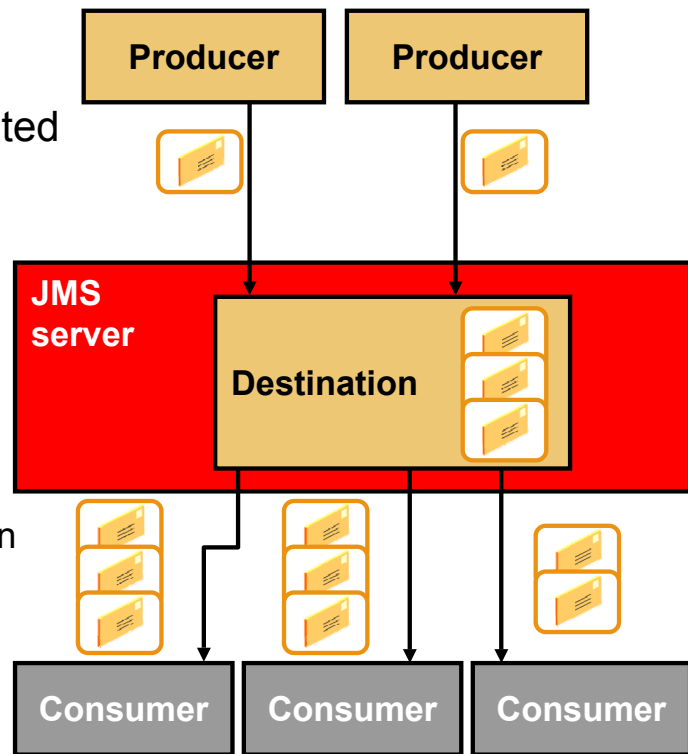 Producer
Producer
ted
JMS
server
Destination
n
Consumer
Consumer
Consumer